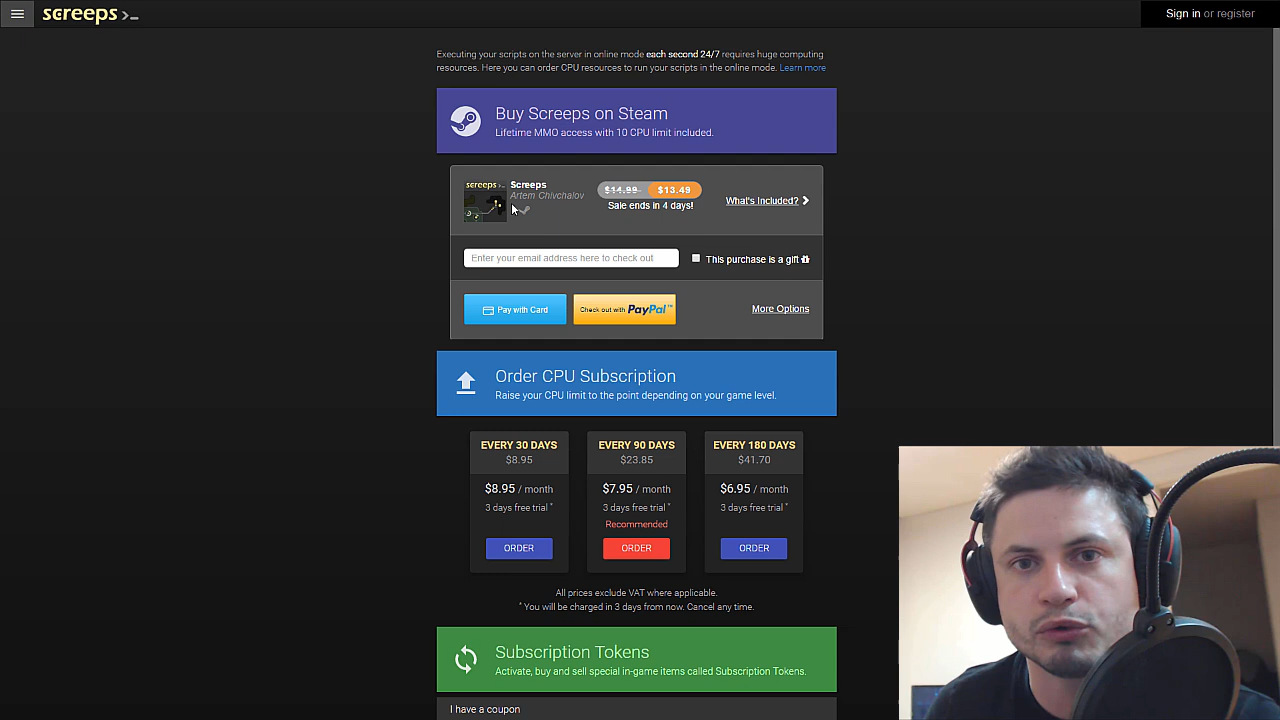 screeps >_
Sign in or register
Executing your scripts on the server in online mode each second 24/7 requires huge computing
resources. Here you can order CPU resources to run your scripts in the online mode. Learn more
Buy Screeps on Steam
Lifetime MMO access with 10 CPU limit included.
screeps
Screeps
Artem Chivchalov
$14.99 $13.49
Sale ends in 4 days!
What's Included?
Enter your email address here to check out
This purchase is a gift
Pay with Card
Check out with PayPal™
More Options
Order CPU Subscription
Raise your CPU limit to the point depending on your game level.
EVERY 30 DAYS
$8.95
$8.95 / month
3 days free trial *
ORDER
EVERY 90 DAYS
$23.85
$7.95 / month
3 days free trial *
Recommended
ORDER
EVERY 180 DAYS
$41.70
$6.95 / month
3 days free trial *
ORDER
All prices exclude VAT where applicable.
* You will be charged in 3 days from now. Cancel any time.
Subscription Tokens
Activate, buy and sell special in-game items called Subscription Tokens.
I have a coupon